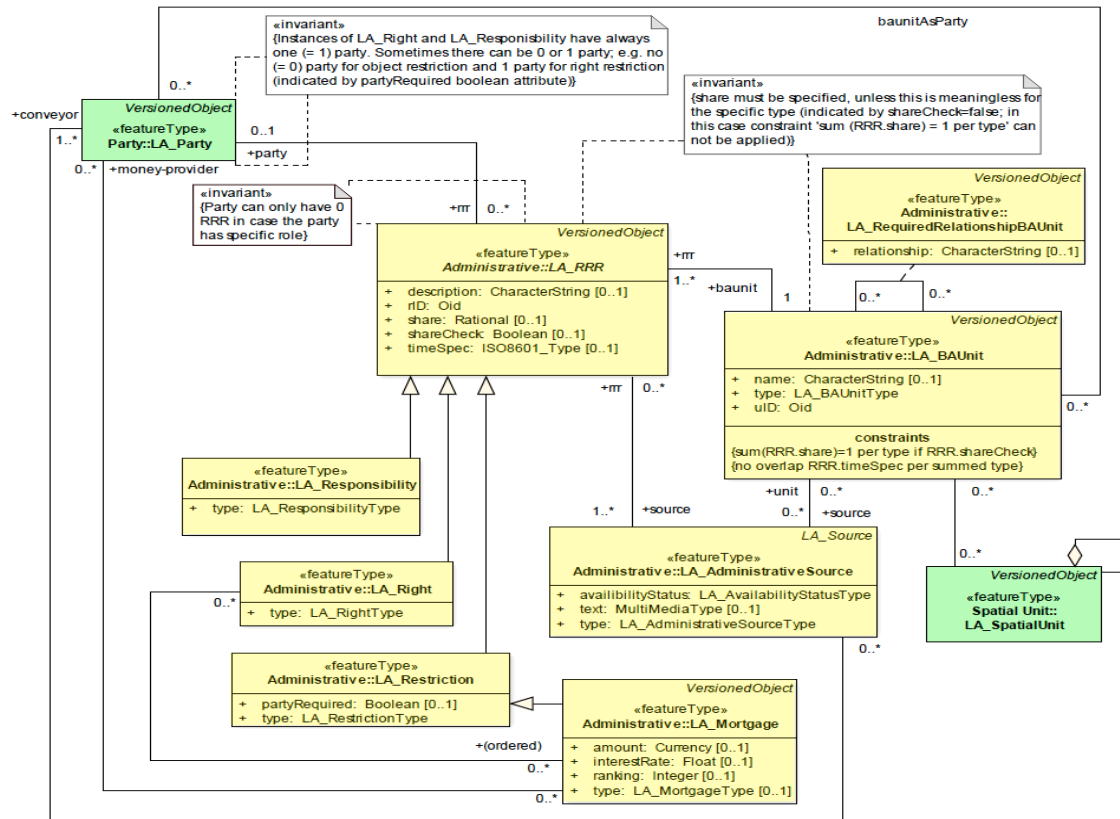 baunitAsParty
«invariant»
{Instances of LA_Right and LA_Responisbility have always
one (= 1) party. Sometimes there can be 0 or 1 party; e.g. no
(= 0) party for object restriction and 1 party for right restriction
(indicated by partyRequired boolean attribute)}
«invariant»
{share must be specified, unless this is meaningless for
the specific type (indicated by shareCheck=false; in
this case constraint 'sum (RRR.share) = 1 per type' can
not be applied)}
0..*
+conveyor
1..*
VersionedObject
«featureType»
Party::LA_Party
0..1
+party
0..*
+money-provider
«invariant»
{Party can only have 0
RRR in case the party
has specific role}
+rrr
0..*
VersionedObject
«featureType»
Administrative::LA_RRR
+ description: CharacterString [0..1]
+ rID: Oid
+ share: Rational [0..1]
+ shareCheck: Boolean [0..1]
+ timeSpec: ISO8601_Type [0..1]
+rrr
1..*
+baunit
1
VersionedObject
«featureType»
Administrative::
LA_RequiredRelationshipBAUnit
+ relationship: CharacterString [0..1]
0..*
0..*
VersionedObject
«featureType»
Administrative::LA_BAUnit
+ name: CharacterString [0..1]
+ type: LA_BAUnitType
+ uID: Oid
constraints
{sum(RRR.share)=1 per type if RRR.shareCheck}
{no overlap RRR.timeSpec per summed type}
0..*
+rrr
0..*
«featureType»
Administrative::LA_Responsibility
+ type: LA_ResponsibilityType
+unit
0..*
0..*
1..*
+source
0..*
+source
LA_Source
«featureType»
Administrative::LA_AdministrativeSource
+ availibilityStatus: LA_AvailabilityStatusType
+ text: MultiMediaType [0..1]
+ type: LA_AdministrativeSourceType
0..*
0..*
VersionedObject
«featureType»
Spatial Unit::
LA_SpatialUnit
«featureType»
Administrative::LA_Right
+ type: LA_RightType
0..*
«featureType»
Administrative::LA_Restriction
+ partyRequired: Boolean [0..1]
+ type: LA_RestrictionType
VersionedObject
«featureType»
Administrative::LA_Mortgage
+ amount: Currency [0..1]
+ interestRate: Float [0..1]
+ ranking: Integer [0..1]
+ type: LA_MortgageType [0..1]
+(ordered)
0..*
0..*